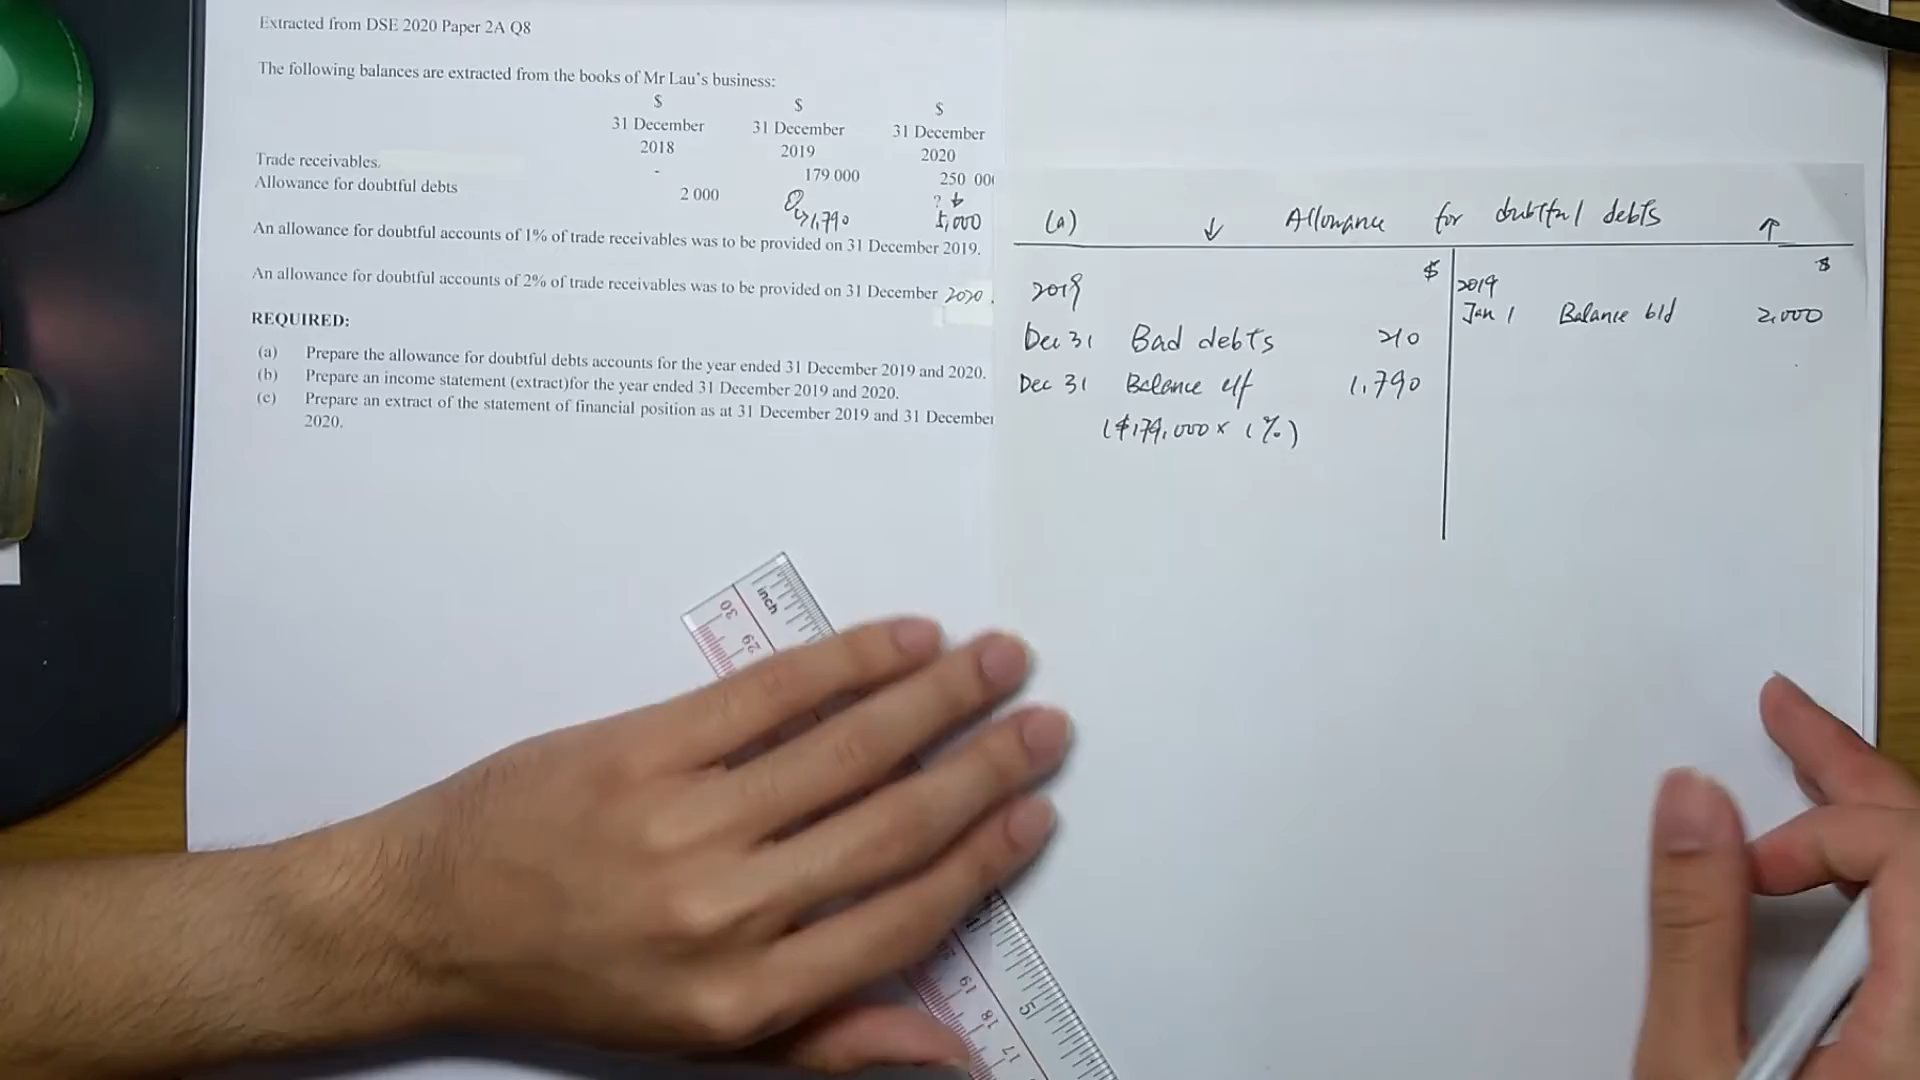 Extracted from DSE 2020 Paper 2A Q8
The following balances are extracted from the books of Mr Lau's business:
$ $ $
31 December 31 December 31 December
2018 2019 2020
Trade receivables. - 179 000 250 00
Allowance for doubtful debts 2 000 ? ?
1,790 5,000
An allowance for doubtful accounts of 1% of trade receivables was to be provided on 31 December 2019.
An allowance for doubtful accounts of 2% of trade receivables was to be provided on 31 December 2020.
REQUIRED:
(a) Prepare the allowance for doubtful debts accounts for the year ended 31 December 2019 and 2020.
(b) Prepare an income statement (extract)for the year ended 31 December 2019 and 2020.
(c) Prepare an extract of the statement of financial position as at 31 December 2019 and 31 December
2020.
(a) ↓ Allowance for doubtful debts ↑
$ $
2019 2019
Jan 1 Balance b/d 2,000
Dec 31 Bad debts 210
Dec 31 Balance c/f 1,790
($179,000 x 1%)
inch
30
29
19
18
17
5